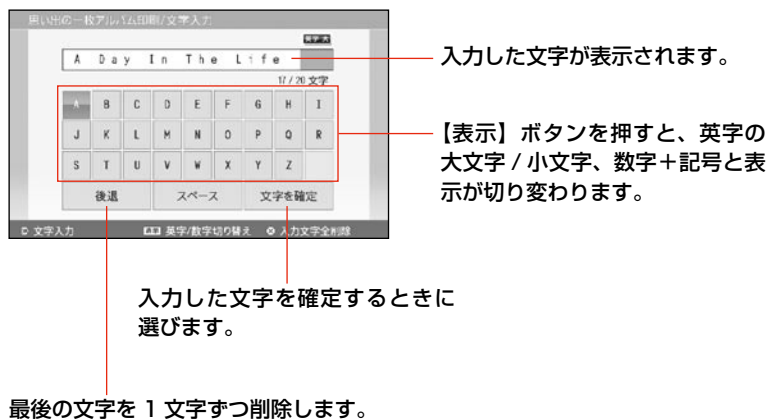 思い出の一枚アルバム印刷/文字入力
英字 大
A Day In The Life
17 / 20 文字
A B C D E F G H I
J K L M N O P Q R
S T U V W X Y Z
後退 スペース 文字を確定
文字入力 表示 英字/数字切り替え 入力文字全削除
入力した文字が表示されます。
【表示】ボタンを押すと、英字の
大文字 / 小文字、数字＋記号と表
示が切り変わります。
入力した文字を確定するときに
選びます。
最後の文字を 1 文字ずつ削除します。